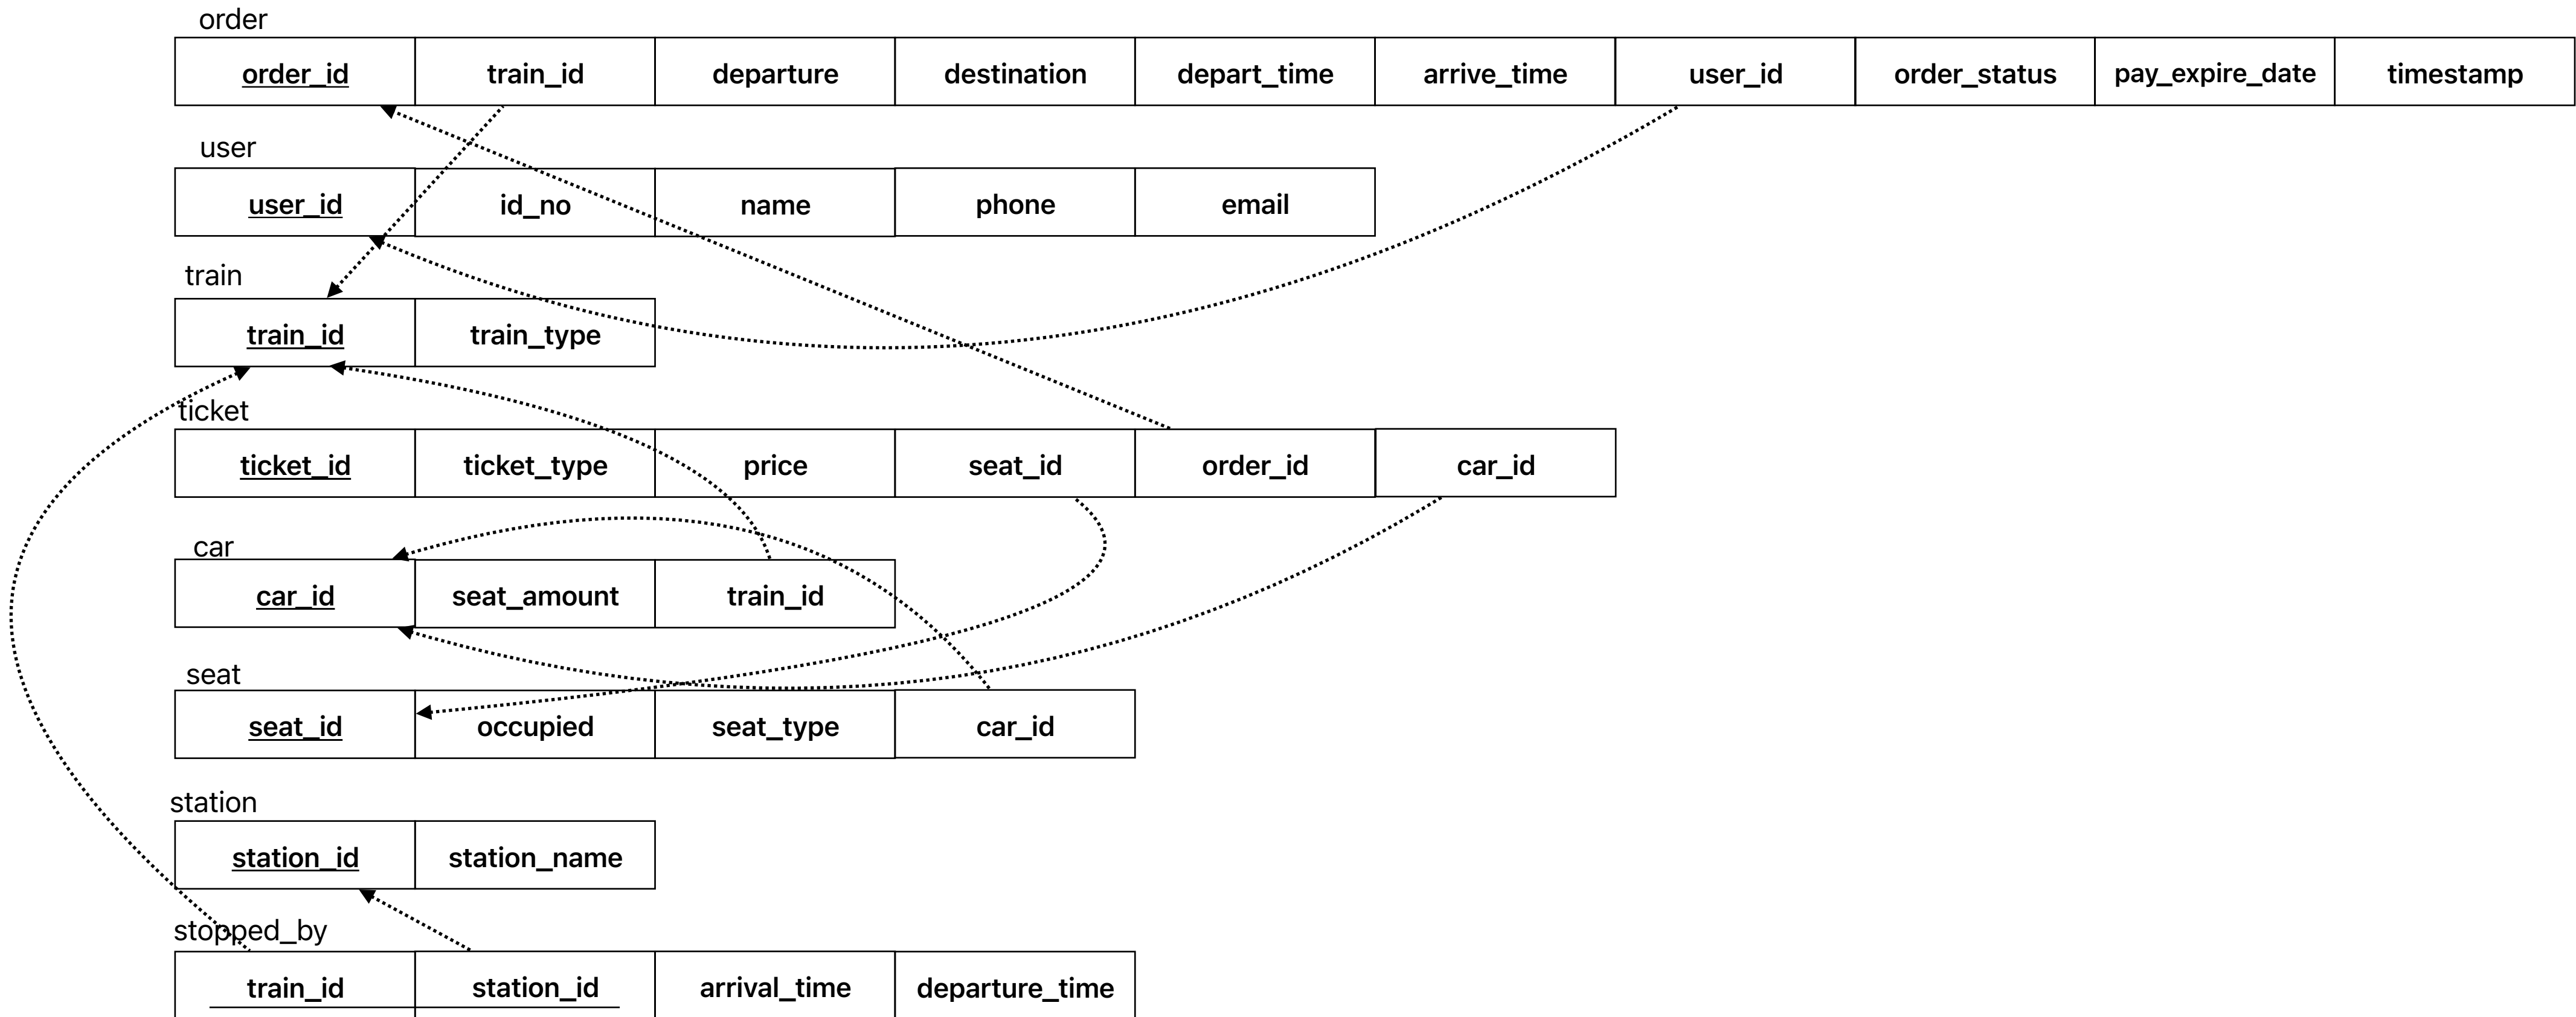 order
order_id train_id departure destination depart_time arrive_time user_id order_status pay_expire_date timestamp
user
user_id id_no name phone email
train
train_id train_type
ticket
ticket_id ticket_type price seat_id order_id car_id
car
car_id seat_amount train_id
seat
seat_id occupied seat_type car_id
station
station_id station_name
stopped_by
train_id station_id arrival_time departure_time